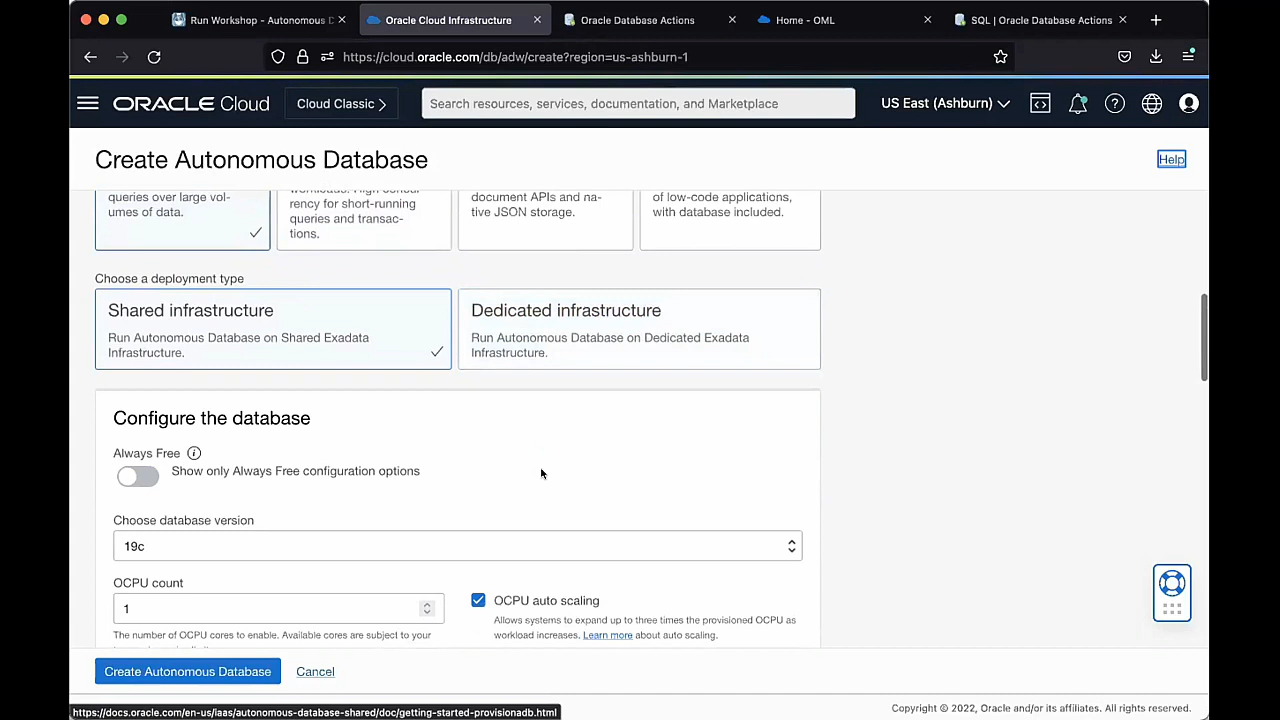 Run Workshop - Autonomous D
Oracle Cloud Infrastructure
Oracle Database Actions
Home - OML
SQL | Oracle Database Actions
https://cloud.oracle.com/db/adw/create?region=us-ashburn-1
ORACLE Cloud
Cloud Classic
Search resources, services, documentation, and Marketplace
US East (Ashburn)
Create Autonomous Database
Help
queries over large vol-
umes of data.
rency for short-running
queries and transac-
tions.
document APIs and na-
tive JSON storage.
of low-code applications,
with database included.
Choose a deployment type
Shared infrastructure
Run Autonomous Database on Shared Exadata
Infrastructure.
Dedicated infrastructure
Run Autonomous Database on Dedicated Exadata
Infrastructure.
Configure the database
Always Free
Show only Always Free configuration options
Choose database version
19c
OCPU count
1
The number of OCPU cores to enable. Available cores are subject to your
OCPU auto scaling
Allows systems to expand up to three times the provisioned OCPU as
workload increases. Learn more about auto scaling.
Create Autonomous Database
Cancel
https://docs.oracle.com/en-us/iaas/autonomous-database-shared/doc/getting-started-provisionadb.html
Copyright © 2022, Oracle and/or its affiliates. All rights reserved.